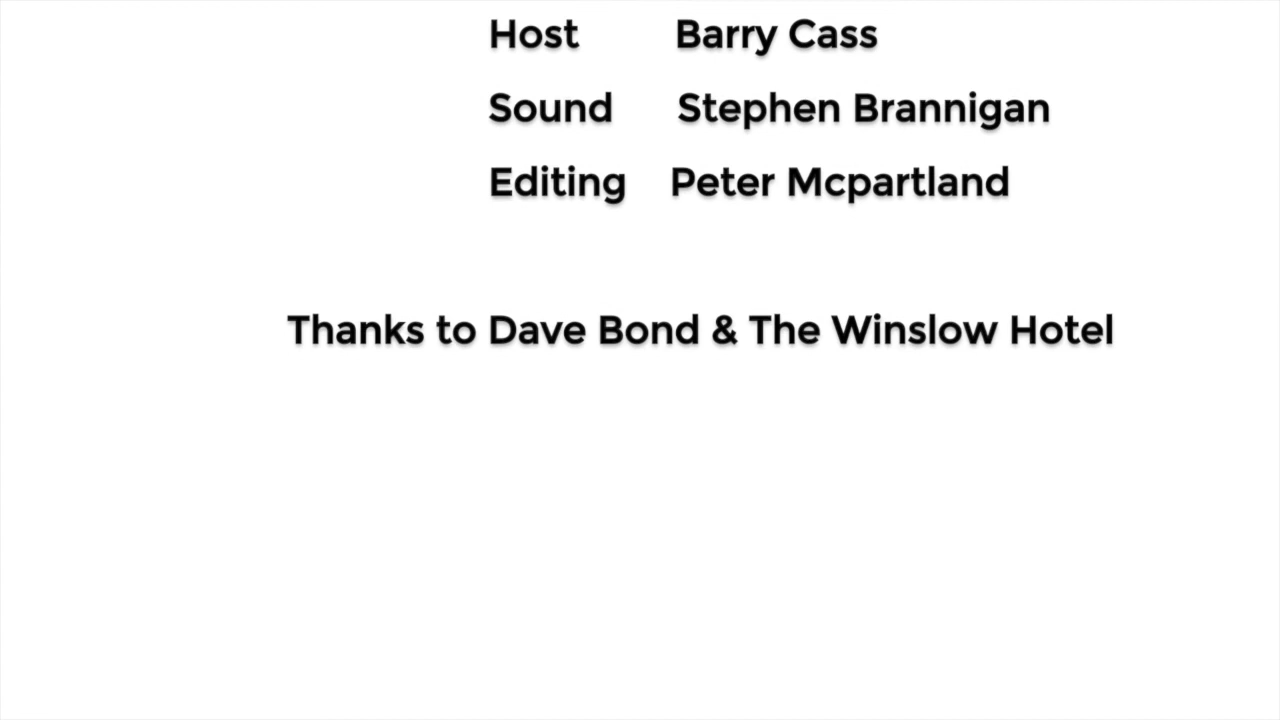 Host Barry Cass
Sound Stephen Brannigan
Editing Peter Mcpartland
Thanks to Dave Bond & The Winslow Hotel